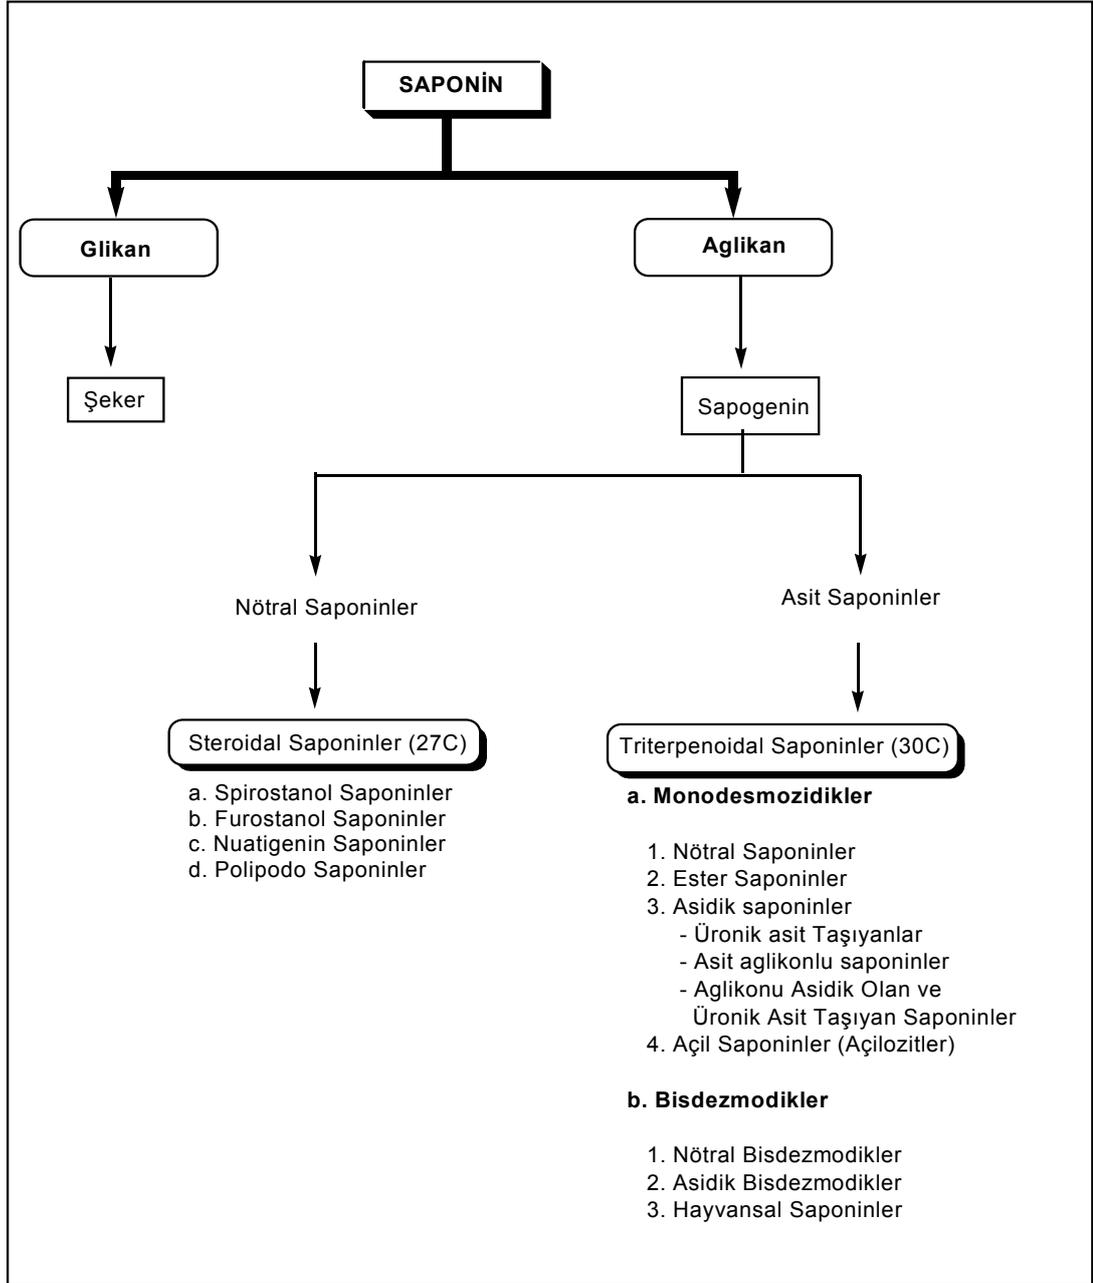 SAPONİN
Glikan
Aglikan
Şeker
Sapogenin
Nötral Saponinler
Asit Saponinler
Steroidal Saponinler (27C)
a. Spirostanol Saponinler
b. Furostanol Saponinler
c. Nuatigenin Saponinler
d. Polipodo Saponinler
Triterpenoidal Saponinler (30C)
a. Monodesmozidikler
1. Nötral Saponinler
2. Ester Saponinler
3. Asidik saponinler
- Üronik asit Taşıyanlar
- Asit aglikonlu saponinler
- Aglikonu Asidik Olan ve
Üronik Asit Taşıyan Saponinler
4. Açil Saponinler (Açilozitler)
b. Bisdezmodikler
1. Nötral Bisdezmodikler
2. Asidik Bisdezmodikler
3. Hayvansal Saponinler